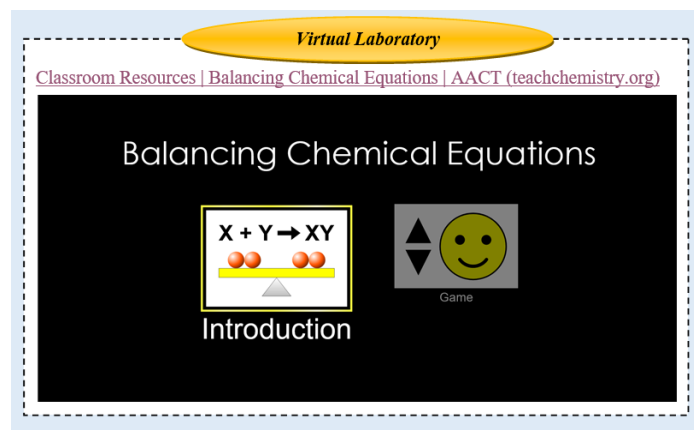 Virtual Laboratory
Classroom Resources | Balancing Chemical Equations | AACT (teachchemistry.org)
Balancing Chemical Equations
X + Y → XY
Game
Introduction